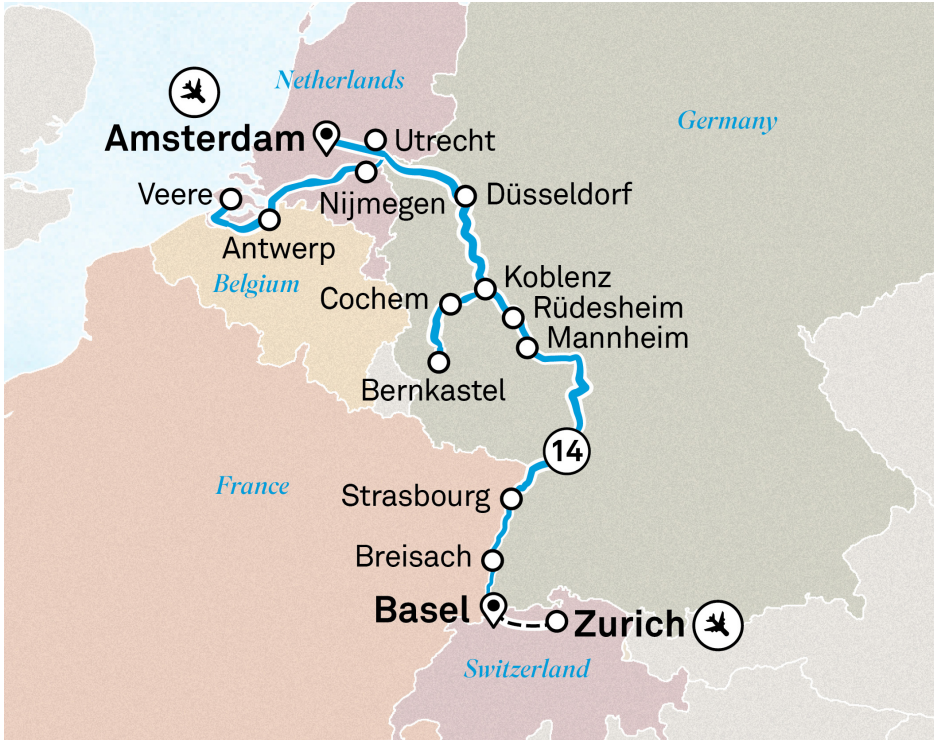 Netherlands
Germany
Amsterdam
Utrecht
Veere
Nijmegen
Düsseldorf
Antwerp
Belgium
Koblenz
Cochem
Rüdesheim
Mannheim
Bernkastel
14
France
Strasbourg
Breisach
Basel
Zurich
Switzerland